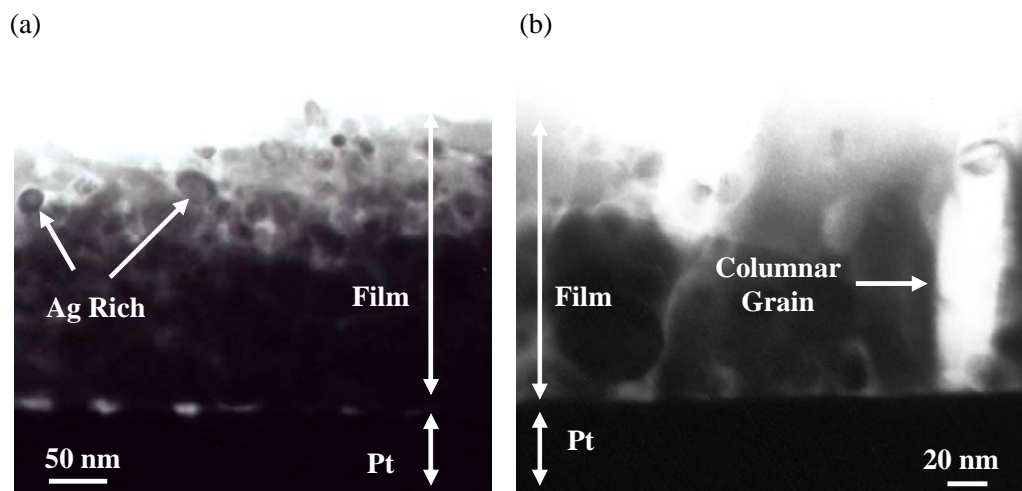 (a)
(b)
Ag Rich
Film
Pt
50 nm
Film
Columnar
Grain
Pt
20 nm